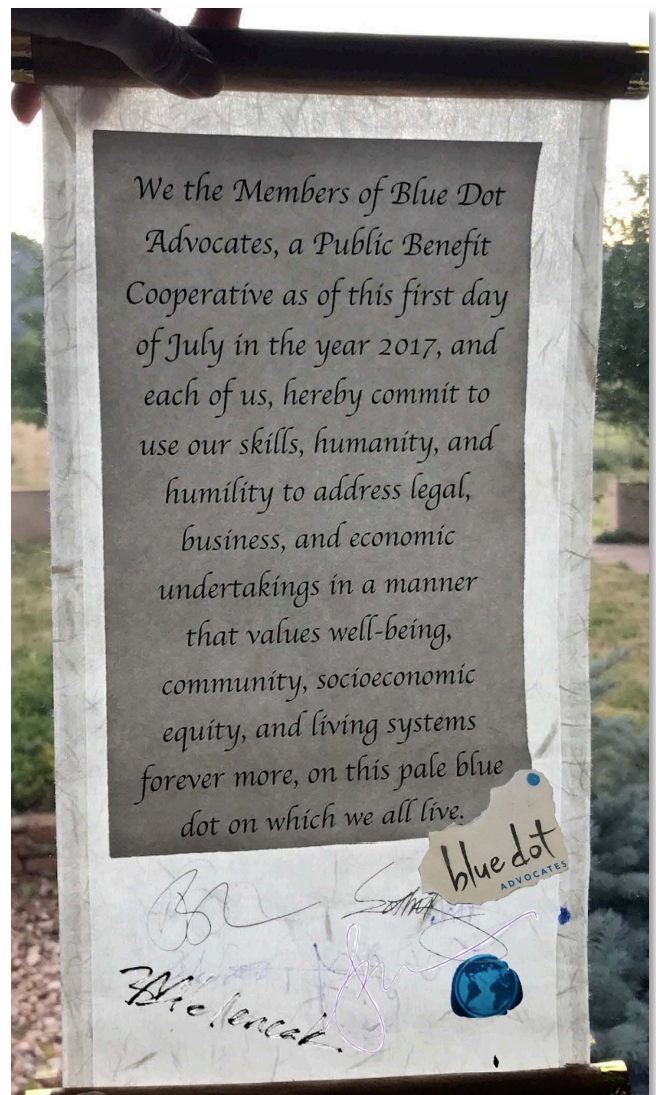 We the Members of Blue Dot
Advocates, a Public Benefit
Cooperative as of this first day
of July in the year 2017, and
each of us, hereby commit to
use our skills, humanity, and
humility to address legal,
business, and economic
undertakings in a manner
that values well-being,
community, socioeconomic
equity, and living systems
forever more, on this pale blue
dot on which we all live.
blue dot
ADVOCATES